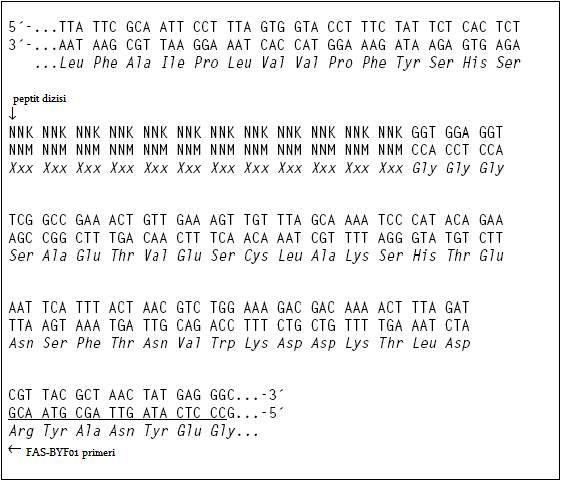 5´-...TTA TTC GCA ATT CCT TTA GTG GTA CCT TTC TAT TCT CAC TCT
3´-...AAT AAG CGT TAA GGA AAT CAC CAT GGA AAG ATA AGA GTG AGA
...Leu Phe Ala Ile Pro Leu Val Val Pro Phe Tyr Ser His Ser
peptit dizisi
↓
NNK NNK NNK NNK NNK NNK NNK NNK NNK NNK NNK NNK GGT GGA GGT
NNM NNM NNM NNM NNM NNM NNM NNM NNM NNM NNM NNM CCA CCT CCA
Xxx Xxx Xxx Xxx Xxx Xxx Xxx Xxx Xxx Xxx Xxx Xxx Gly Gly Gly
TCG GCC GAA ACT GTT GAA AGT TGT TTA GCA AAA TCC CAT ACA GAA
AGC CGG CTT TGA CAA CTT TCA ACA AAT CGT TTT AGG GTA TGT CTT
Ser Ala Glu Thr Val Glu Ser Cys Leu Ala Lys Ser His Thr Glu
AAT TCA TTT ACT AAC GTC TGG AAA GAC GAC AAA ACT TTA GAT
TTA AGT AAA TGA TTG CAG ACC TTT CTG CTG TTT TGA AAT CTA
Asn Ser Phe Thr Asn Val Trp Lys Asp Asp Lys Thr Leu Asp
CGT TAC GCT AAC TAT GAG GGC...-3´
GCA ATG CGA TTG ATA CTC CCG...-5´
Arg Tyr Ala Asn Tyr Glu Gly...
← FAS-BYF01 primeri